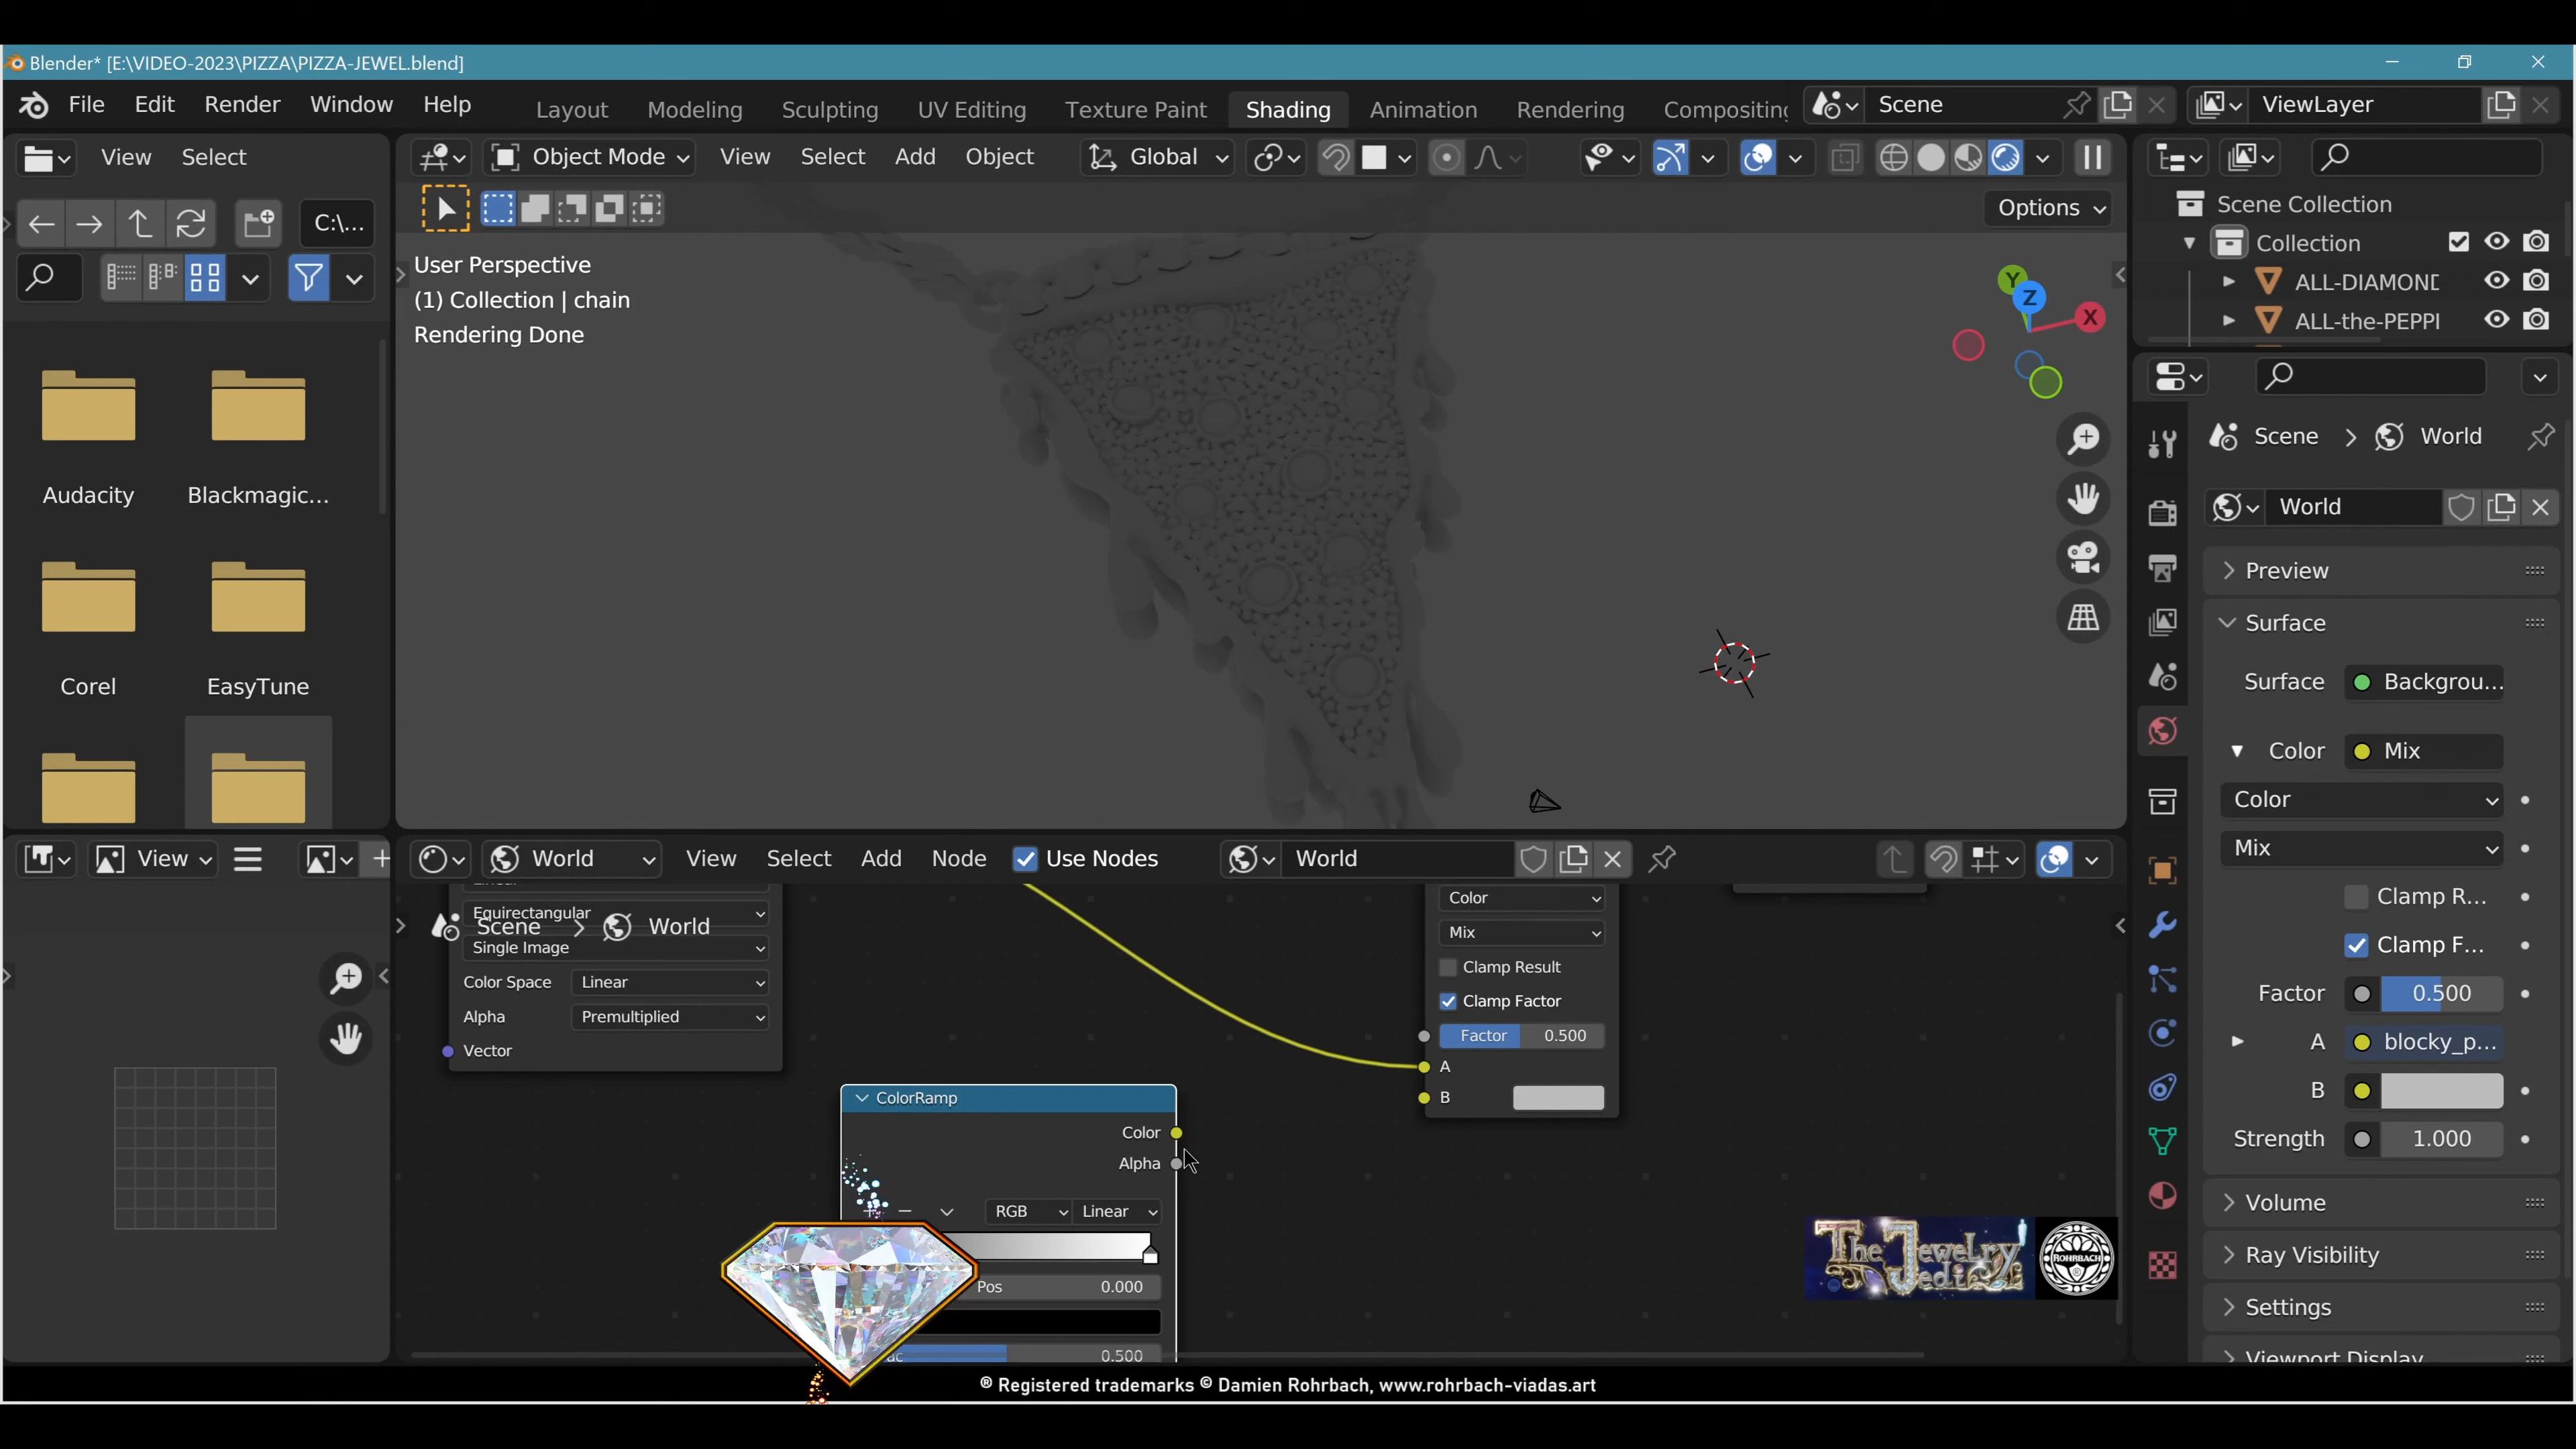 Blender* [E:\VIDEO-2023\PIZZA\PIZZA-JEWEL.blend]
File Edit Render Window Help
Layout Modeling Sculpting UV Editing Texture Paint Shading Animation Rendering Compositing
Scene
ViewLayer
View Select
C:\...
Audacity
Blackmagic...
Corel
EasyTune
Object Mode View Select Add Object
Global
Options
User Perspective
(1) Collection | chain
Rendering Done
Y
Z
X
Scene Collection
Collection
ALL-DIAMOND
ALL-the-PEPPI
Scene > World
World
Preview
Surface
Surface Backgrou...
Color Mix
Color
Mix
Clamp R...
Clamp F...
Factor 0.500
A blocky_p...
B
Strength 1.000
Volume
Ray Visibility
Settings
Viewport Display
View
World View Select Add Node Use Nodes
World
Linear
Equirectangular
Scene > World
Single Image
Color Space Linear
Alpha Premultiplied
Vector
Color
Mix
Clamp Result
Clamp Factor
Factor 0.500
A
B
ColorRamp
Color
Alpha
RGB Linear
Pos 0.000
0.500
The Jewelry Jedi
ROHRBACH
® Registered trademarks © Damien Rohrbach, www.rohrbach-viadas.art